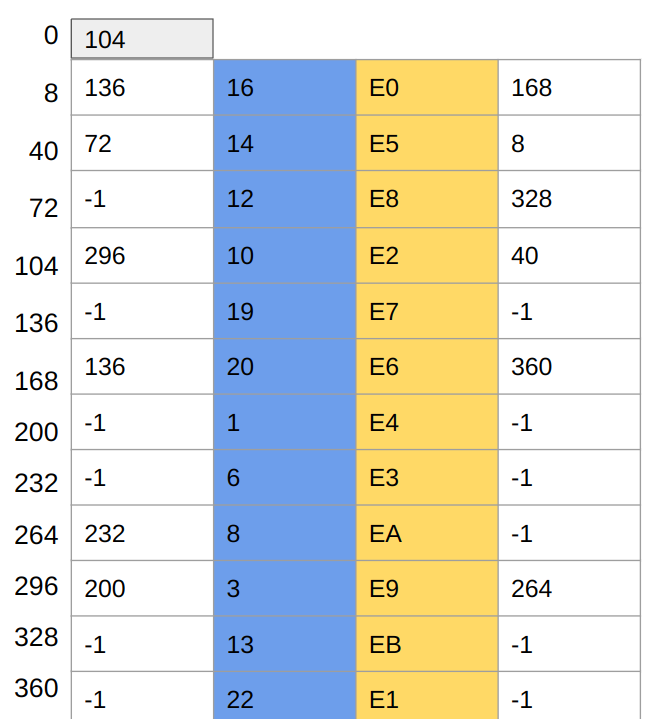 0 104
8 136 16 E0 168
40 72 14 E5 8
72 -1 12 E8 328
104 296 10 E2 40
136 -1 19 E7 -1
168 136 20 E6 360
200 -1 1 E4 -1
232 -1 6 E3 -1
264 232 8 EA -1
296 200 3 E9 264
328 -1 13 EB -1
360 -1 22 E1 -1